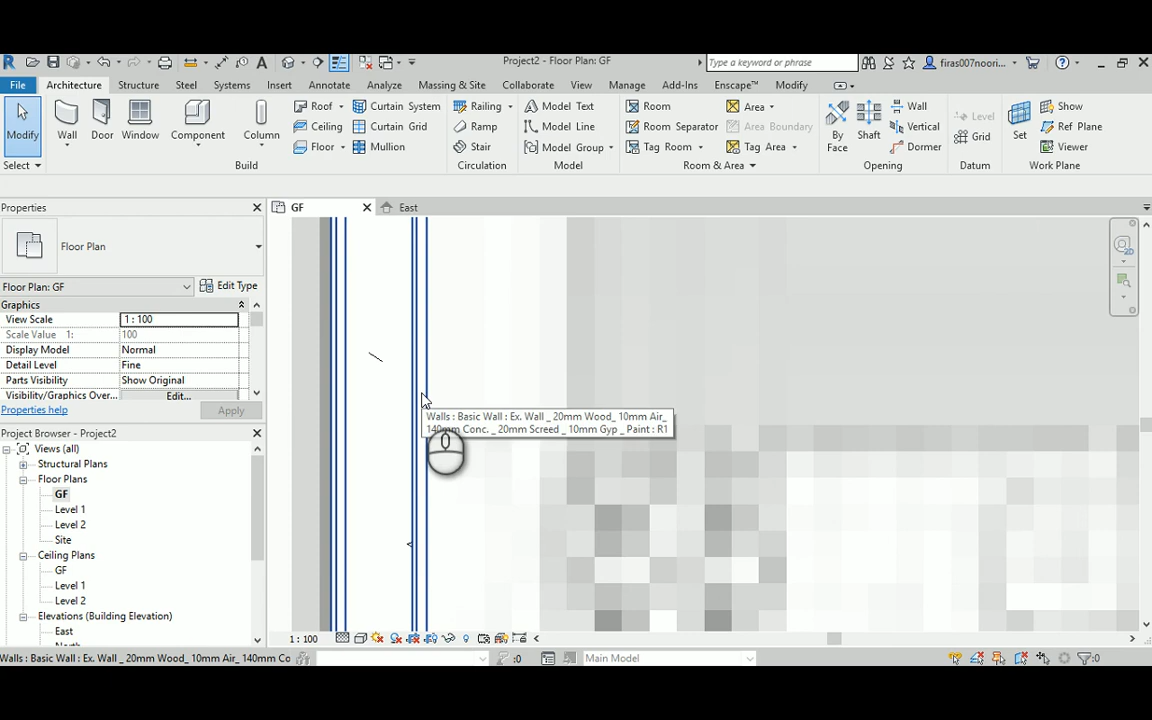 Project2 - Floor Plan: GF
Type a keyword or phrase
firas007noori...
File
Architecture
Structure
Steel
Systems
Insert
Annotate
Analyze
Massing & Site
Collaborate
View
Manage
Add-Ins
Enscape™
Modify
Modify
Wall
Door
Window
Component
Column
Roof
Ceiling
Floor
Curtain System
Curtain Grid
Mullion
Railing
Ramp
Stair
Model Text
Model Line
Model Group
Room
Room Separator
Tag Room
Area
Area Boundary
Tag Area
By
Face
Shaft
Wall
Vertical
Dormer
Level
Grid
Set
Show
Ref Plane
Viewer
Select
Build
Circulation
Model
Room & Area
Opening
Datum
Work Plane
Properties
GF
East
Floor Plan
Floor Plan: GF
Edit Type
Graphics
View Scale 1 : 100
Scale Value 1: 100
Display Model Normal
Detail Level Fine
Parts Visibility Show Original
Visibility/Graphics Over... Edit...
Properties help
Apply
Project Browser - Project2
Views (all)
Structural Plans
Floor Plans
GF
Level 1
Level 2
Site
Ceiling Plans
GF
Level 1
Level 2
Elevations (Building Elevation)
East
North
Walls : Basic Wall : Ex. Wall _ 20mm Wood_ 10mm Air_
140mm Conc. _ 20mm Screed _ 10mm Gyp _ Paint : R1
2D
1 : 100
Walls : Basic Wall : Ex. Wall _ 20mm Wood_ 10mm Air_ 140mm Co
:0
Main Model
:0